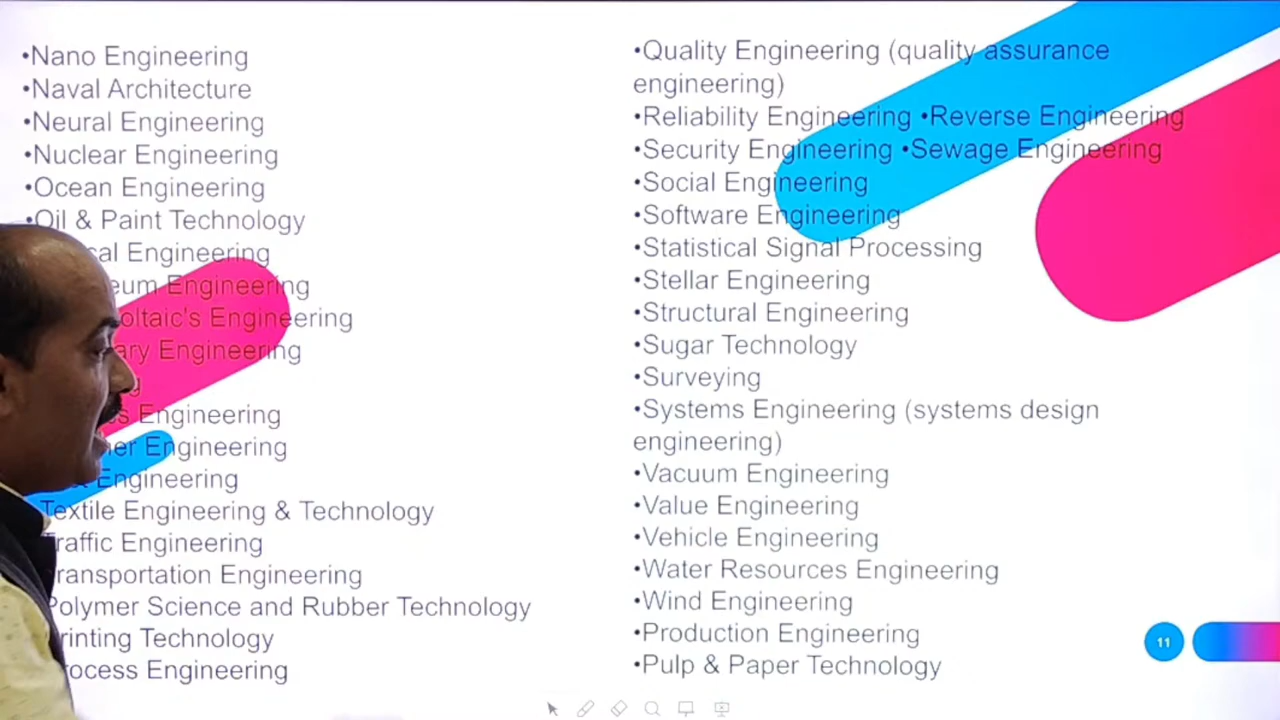 •Nano Engineering
•Naval Architecture
•Neural Engineering
•Nuclear Engineering
•Ocean Engineering
•Oil & Paint Technology
Engineering
Engineering
Engineering
Engineering
Engineering
Engineering
Engineering
Textile Engineering & Technology
Traffic Engineering
Transportation Engineering
Polymer Science and Rubber Technology
Printing Technology
Process Engineering
•Quality Engineering (quality assurance
engineering)
•Reliability Engineering •Reverse Engineering
•Security Engineering •Sewage Engineering
•Social Engineering
•Software Engineering
•Statistical Signal Processing
•Stellar Engineering
•Structural Engineering
•Sugar Technology
•Surveying
•Systems Engineering (systems design
engineering)
•Vacuum Engineering
•Value Engineering
•Vehicle Engineering
•Water Resources Engineering
•Wind Engineering
•Production Engineering
•Pulp & Paper Technology
11